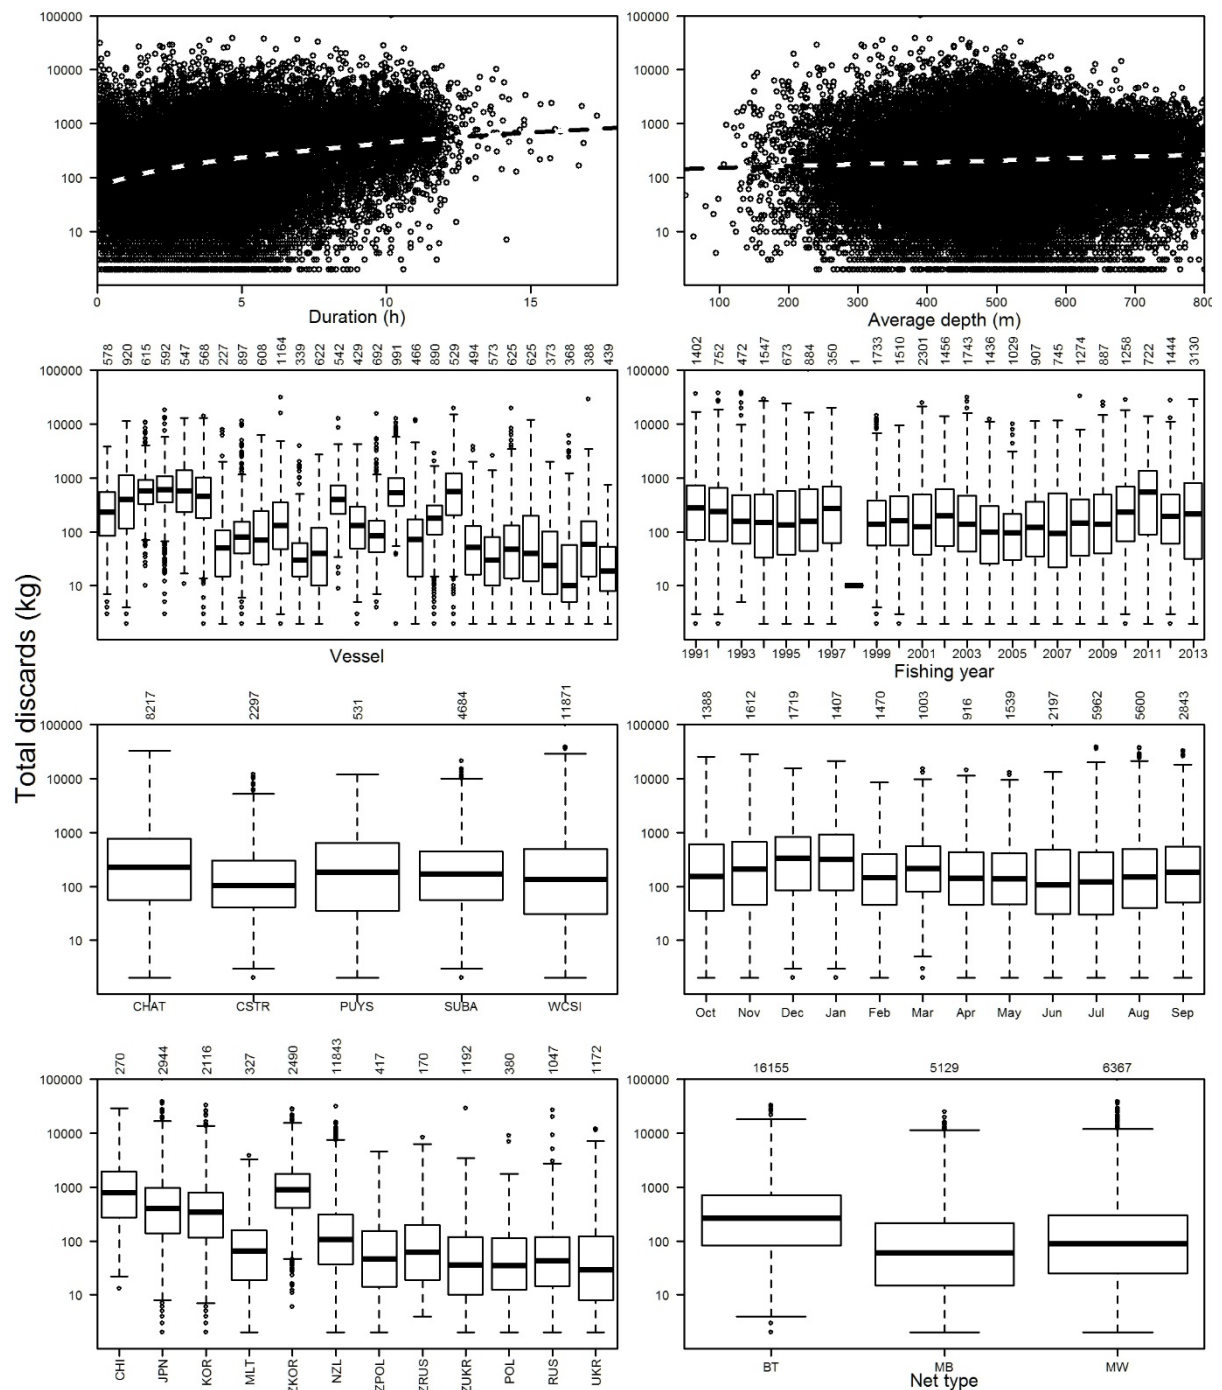 Total discards (kg)
100000
10000
1000
100
10
0 5 10 15
Duration (h)
100000
10000
1000
100
10
100 200 300 400 500 600 700 800
Average depth (m)
578 920 615 592 547 568 227 897 608 1164 339 622 542 429 692 991 466 890 529 494 573 625 625 373 368 388 439
100000
10000
1000
100
10
Vessel
1402 752 472 1547 673 884 350 1 1733 1510 2301 1456 1743 1436 1029 907 745 1274 887 1258 722 1444 3130
100000
10000
1000
100
10
1991 1993 1995 1997 1999 2001 2003 2005 2007 2009 2011 2013
Fishing year
8217 2297 531 4684 11871
100000
10000
1000
100
10
CHAT CSTR PUYS SUBA WCSI
1388 1612 1719 1407 1470 1003 916 1539 2197 5962 5600 2843
100000
10000
1000
100
10
Oct Nov Dec Jan Feb Mar Apr May Jun Jul Aug Sep
270 2944 2116 327 2490 11843 417 170 1192 380 1047 1172
100000
10000
1000
100
10
CHI JPN KOR MLT ZKOR NZL ZPOL ZRUS ZUKR POL RUS UKR
16155 5129 6367
100000
10000
1000
100
10
BT MB MW
Net type